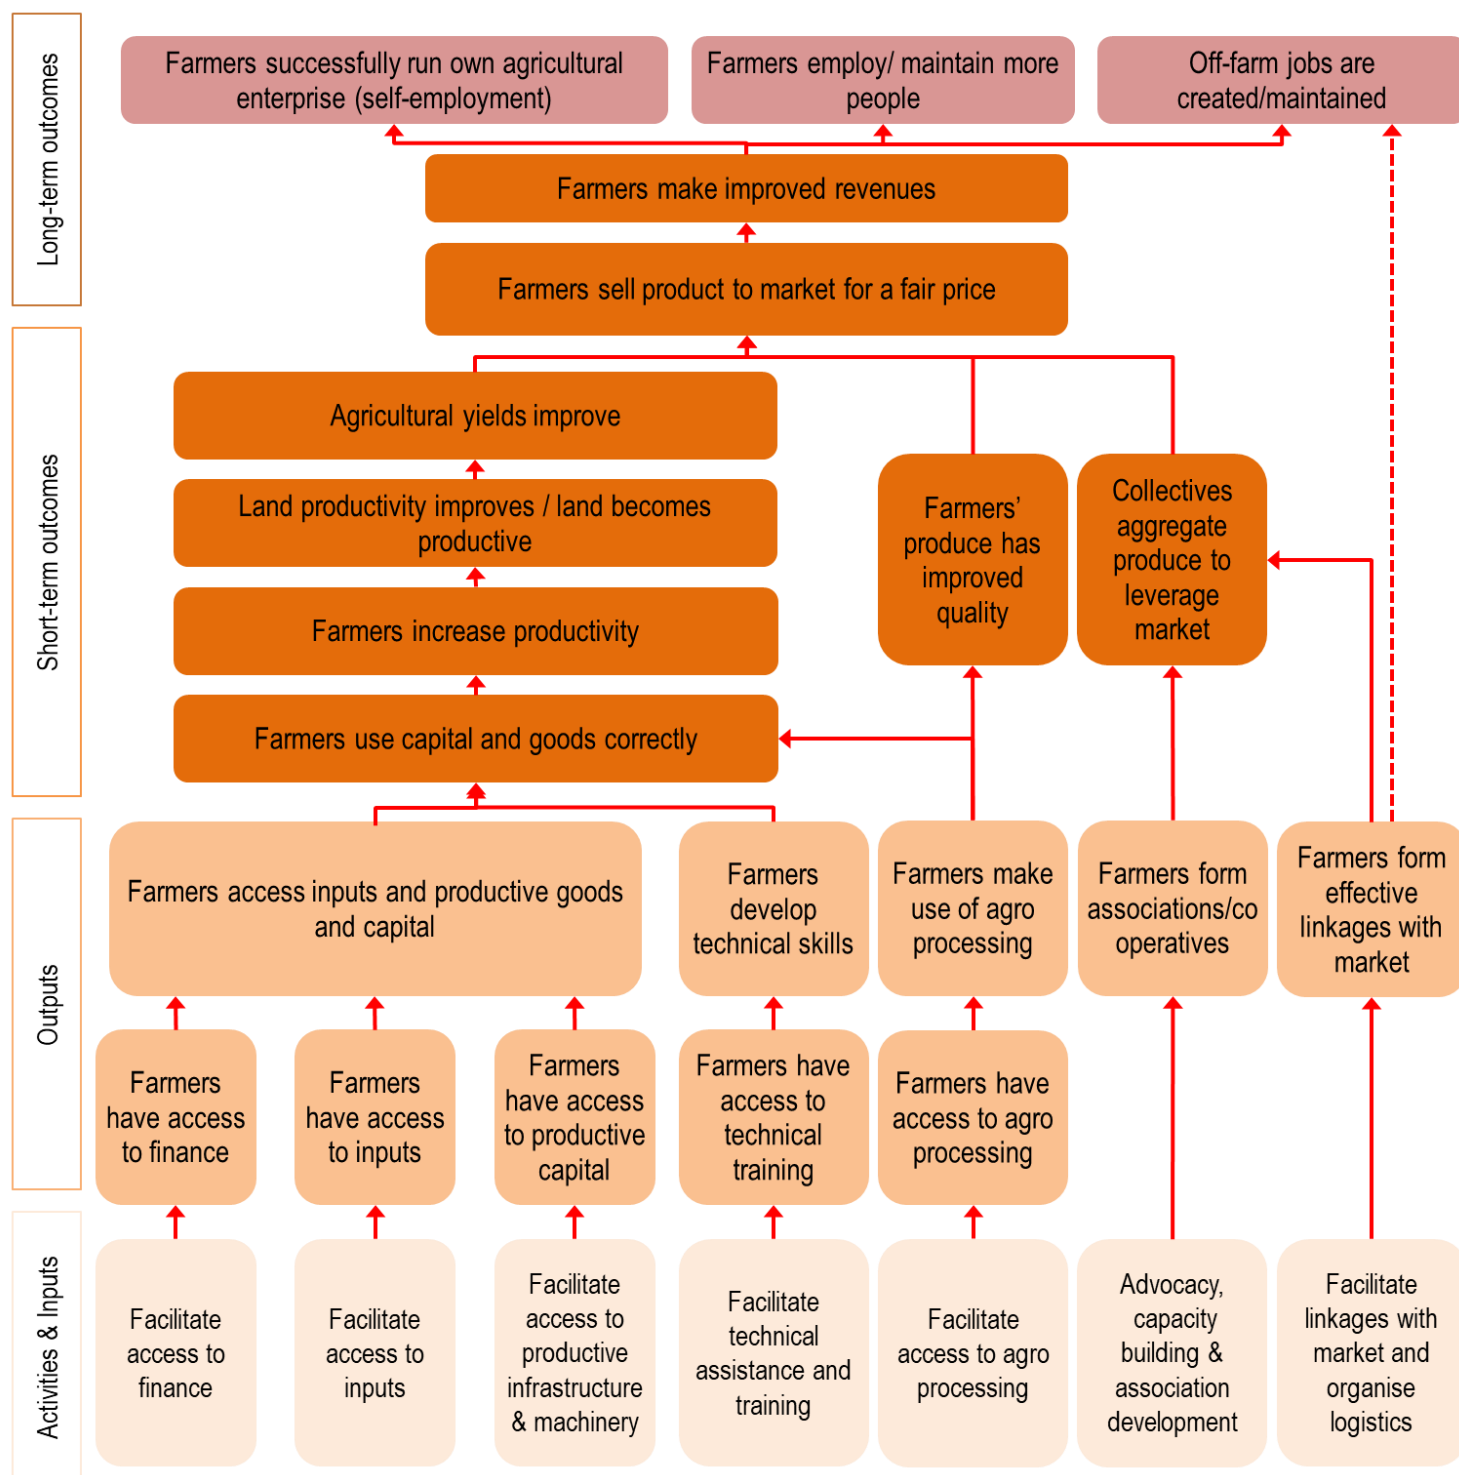 Long-term outcomes
Farmers successfully run own agricultural
enterprise (self-employment)
Farmers employ/ maintain more
people
Off-farm jobs are
created/maintained
Farmers make improved revenues
Farmers sell product to market for a fair price
Short-term outcomes
Agricultural yields improve
Land productivity improves / land becomes
productive
Farmers increase productivity
Farmers use capital and goods correctly
Farmers’
produce has
improved
quality
Collectives
aggregate
produce to
leverage
market
Outputs
Farmers access inputs and productive goods
and capital
Farmers
develop
technical skills
Farmers make
use of agro
processing
Farmers form
associations/co
operatives
Farmers form
effective
linkages with
market
Farmers
have access
to finance
Farmers
have access
to inputs
Farmers
have access
to productive
capital
Farmers have
access to
technical
training
Farmers have
access to agro
processing
Activities & Inputs
Facilitate
access to
finance
Facilitate
access to
inputs
Facilitate
access to
productive
infrastructure
& machinery
Facilitate
technical
assistance and
training
Facilitate
access to agro
processing
Advocacy,
capacity
building &
association
development
Facilitate
linkages with
market and
organise
logistics